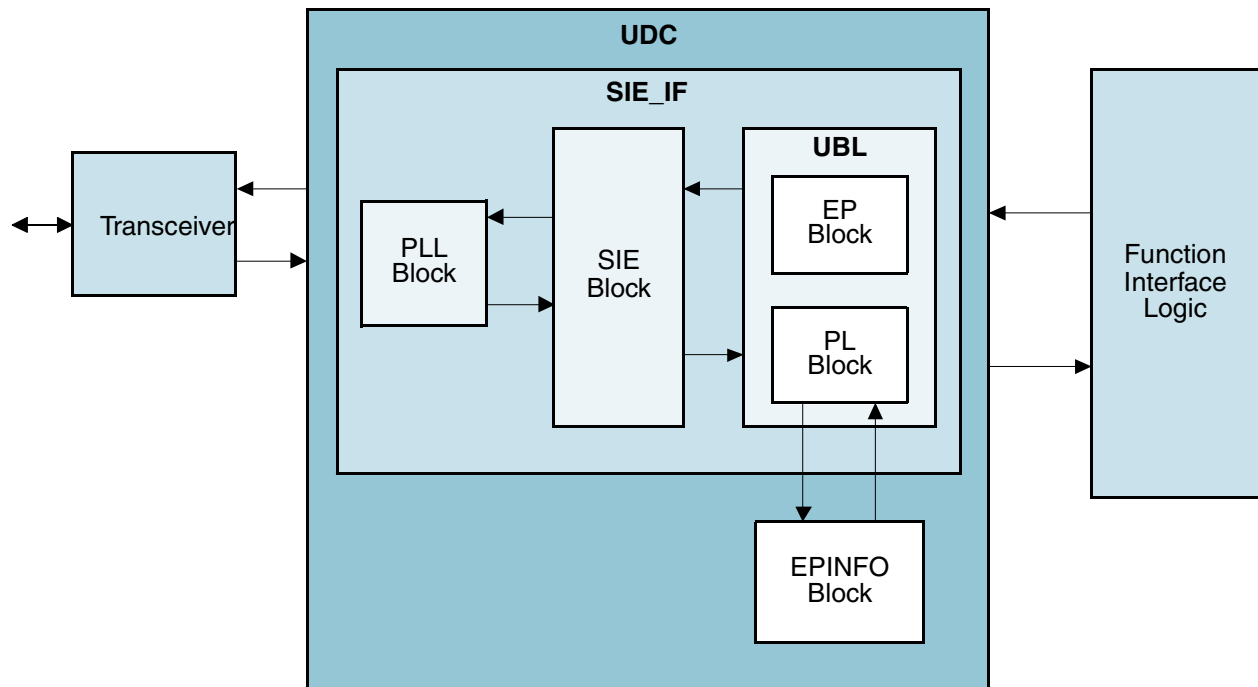 UDC
SIE_IF
UBL
Transceiver
PLL
Block
SIE
Block
EP
Block
PL
Block
Function
Interface
Logic
EPINFO
Block